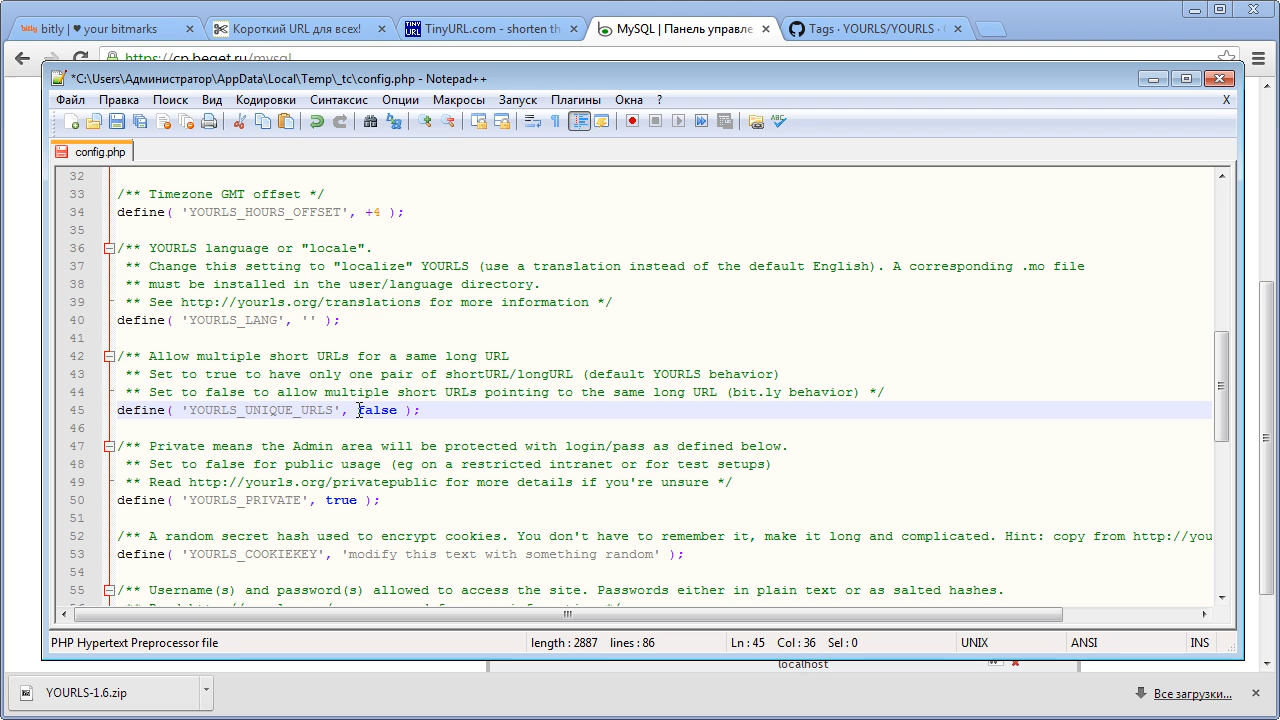 bitly | ♥ your bitmarks
Короткий URL для всех!
TinyURL.com - shorten th
MySQL | Панель управле
Tags · YOURLS/YOURLS ·
https://cp.beget.ru/mysql
*C:\Users\Администратор\AppData\Local\Temp\_tc\config.php - Notepad++
Файл Правка Поиск Вид Кодировки Синтаксис Опции Макросы Запуск Плагины Окна ? X
config.php
32
33 /** Timezone GMT offset */
34 define( 'YOURLS_HOURS_OFFSET', +4 );
35
36 /** YOURLS language or "locale".
37 ** Change this setting to "localize" YOURLS (use a translation instead of the default English). A corresponding .mo file
38 ** must be installed in the user/language directory.
39 ** See http://yourls.org/translations for more information */
40 define( 'YOURLS_LANG', '' );
41
42 /** Allow multiple short URLs for a same long URL
43 ** Set to true to have only one pair of shortURL/longURL (default YOURLS behavior)
44 ** Set to false to allow multiple short URLs pointing to the same long URL (bit.ly behavior) */
45 define( 'YOURLS_UNIQUE_URLS', false );
46
47 /** Private means the Admin area will be protected with login/pass as defined below.
48 ** Set to false for public usage (eg on a restricted intranet or for test setups)
49 ** Read http://yourls.org/privatepublic for more details if you're unsure */
50 define( 'YOURLS_PRIVATE', true );
51
52 /** A random secret hash used to encrypt cookies. You don't have to remember it, make it long and complicated. Hint: copy from http://you
53 define( 'YOURLS_COOKIEKEY', 'modify this text with something random' );
54
55 /** Username(s) and password(s) allowed to access the site. Passwords either in plain text or as salted hashes.
PHP Hypertext Preprocessor file length : 2887 lines : 86 Ln : 45 Col : 36 Sel : 0 UNIX ANSI INS
localhost
YOURLS-1.6.zip
Все загрузки...